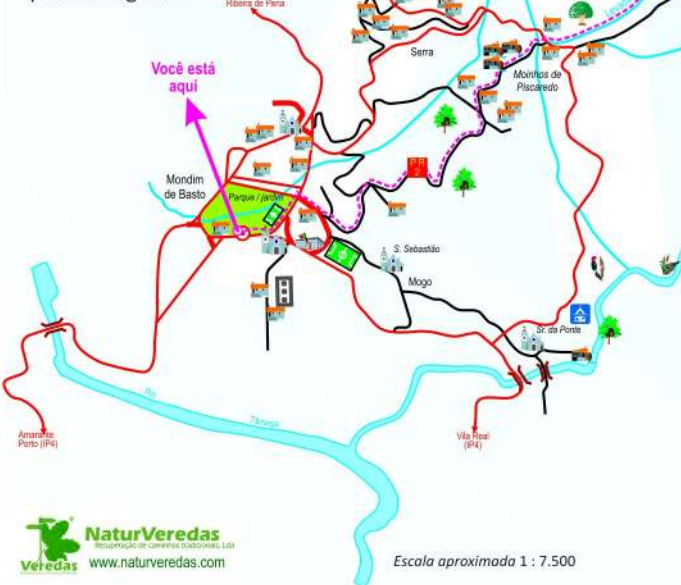 Ribeira de Pena
Serra
Levada
Moinhos de
Piscaredo
Você está
aqui
PR
2
Mondim
de Basto
Parque / jardim
S. Sebastião
Mogo
Sr. da Ponte
Rio
Tâmega
Amarante
Porto (IP4)
Vila Real
(IP4)
NaturVeredas
Recuperação de caminhos tradicionais, Lda
Veredas
www.naturveredas.com
Escala aproximada 1 : 7.500